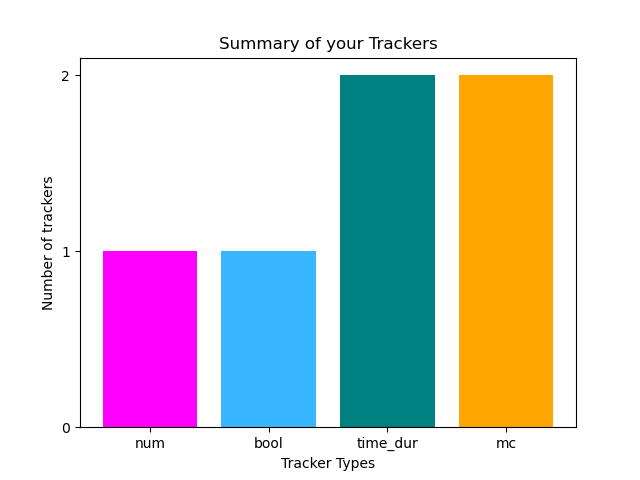 Summary of your Trackers
Number of trackers
2
1
0
num bool time_dur mc
Tracker Types